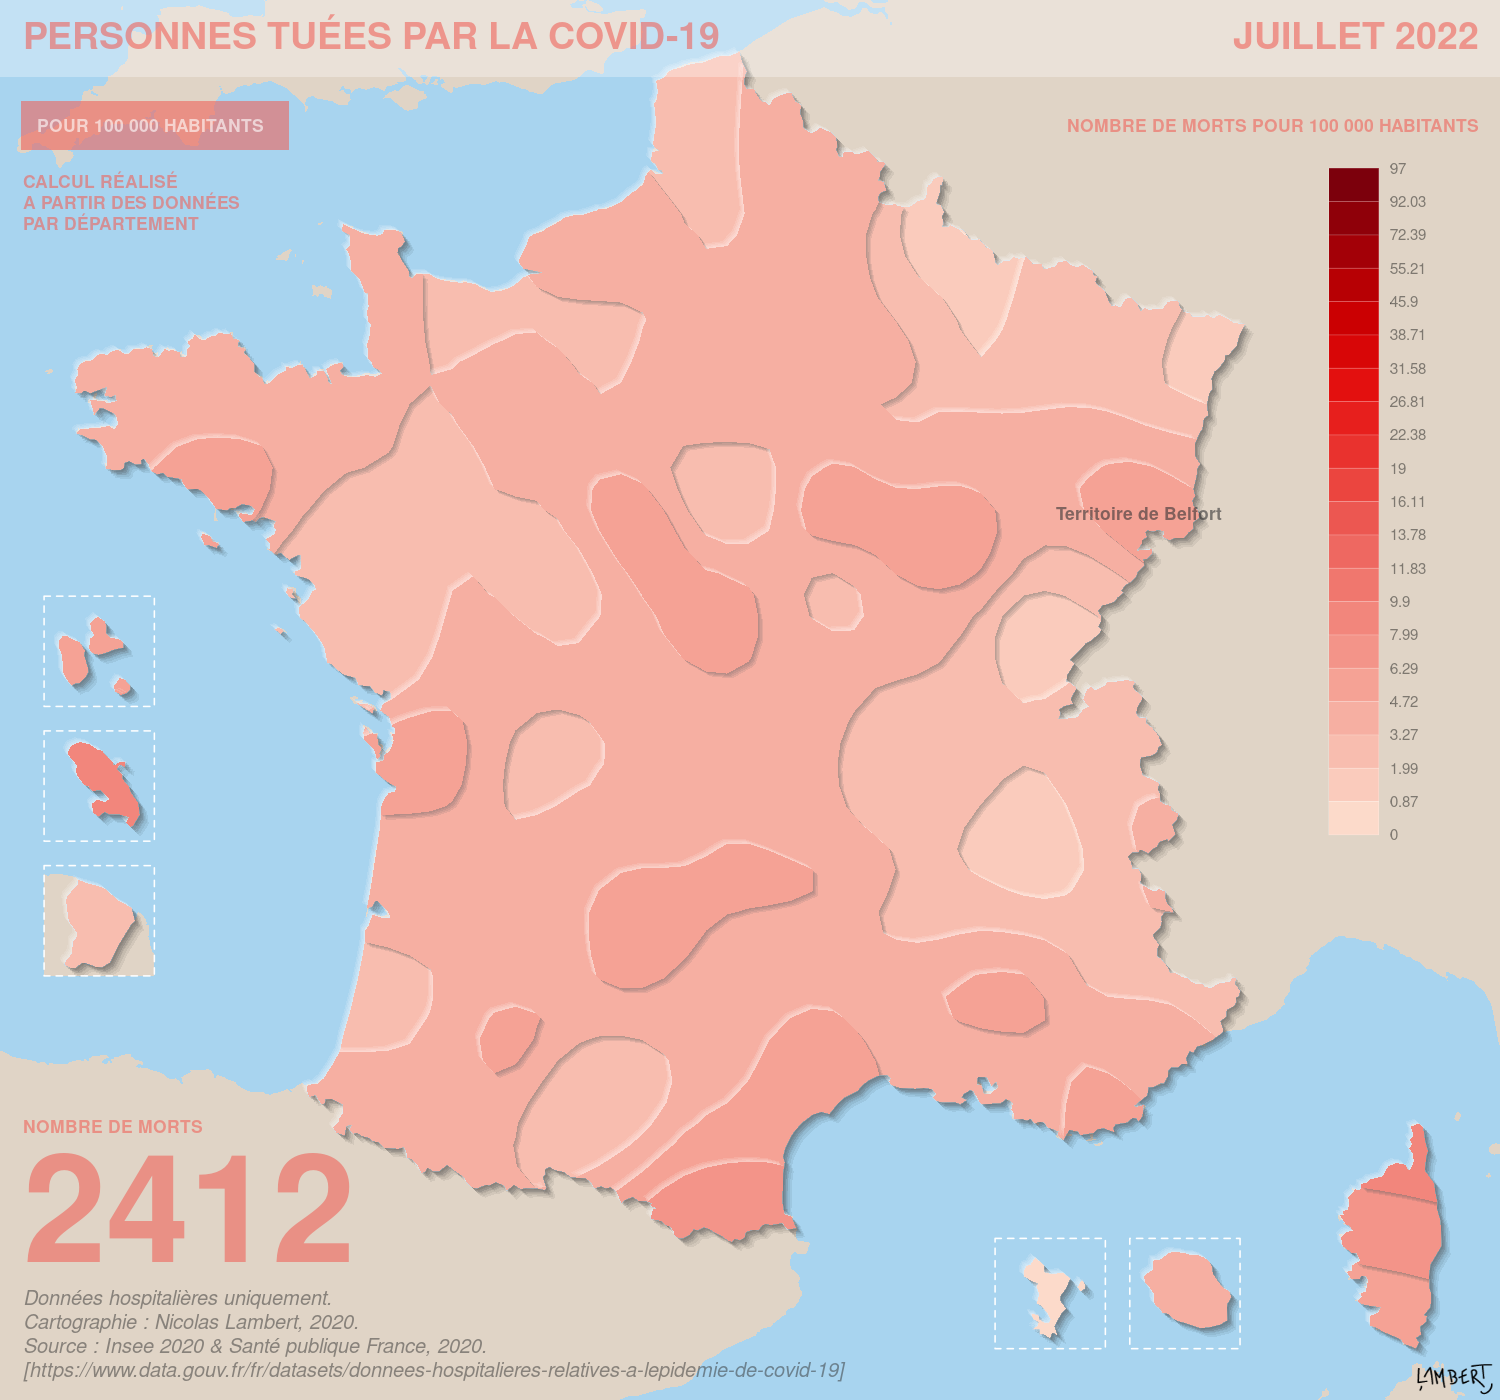 PERSONNES TUÉES PAR LA COVID-19
JUILLET 2022
POUR 100 000 HABITANTS
CALCUL RÉALISÉ
A PARTIR DES DONNÉES
PAR DÉPARTEMENT
NOMBRE DE MORTS POUR 100 000 HABITANTS
97
92.03
72.39
55.21
45.9
38.71
31.58
26.81
22.38
19
16.11
13.78
11.83
9.9
7.99
6.29
4.72
3.27
1.99
0.87
0
Territoire de Belfort
NOMBRE DE MORTS
2412
Données hospitalières uniquement.
Cartographie : Nicolas Lambert, 2020.
Source : Insee 2020 & Santé publique France, 2020.
[https://www.data.gouv.fr/fr/datasets/donnees-hospitalieres-relatives-a-lepidemie-de-covid-19]
LAMBERT